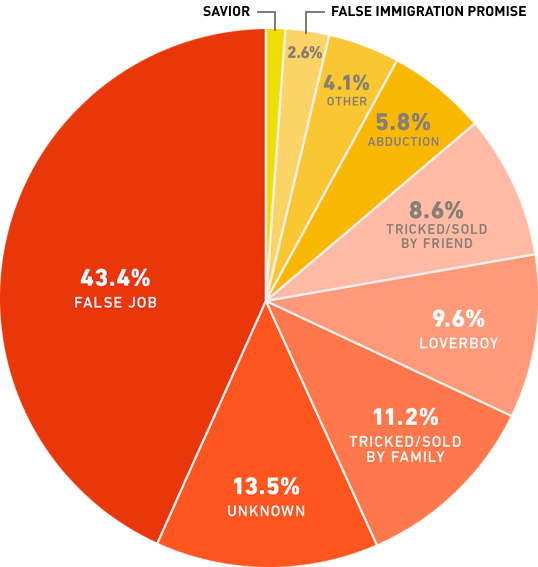 SAVIOR
FALSE IMMIGRATION PROMISE
2.6%
4.1%
OTHER
5.8%
ABDUCTION
8.6%
TRICKED/SOLD
BY FRIEND
43.4%
FALSE JOB
9.6%
LOVERBOY
11.2%
TRICKED/SOLD
BY FAMILY
13.5%
UNKNOWN